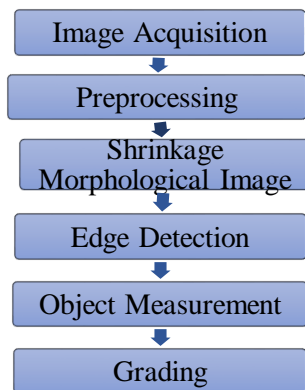 Image Acquisition
Preprocessing
Shrinkage
Morphological Image
Edge Detection
Object Measurement
Grading